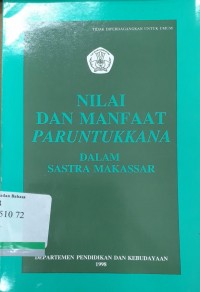 TIDAK DIPERDAGANGKAN UNTUK UMUM
NILAI
DAN MANFAAT
PARUNTUKKANA
DALAM
SASTRA MAKASSAR
510 72
DEPARTEMEN PENDIDIKAN DAN KEBUDAYAAN
1998